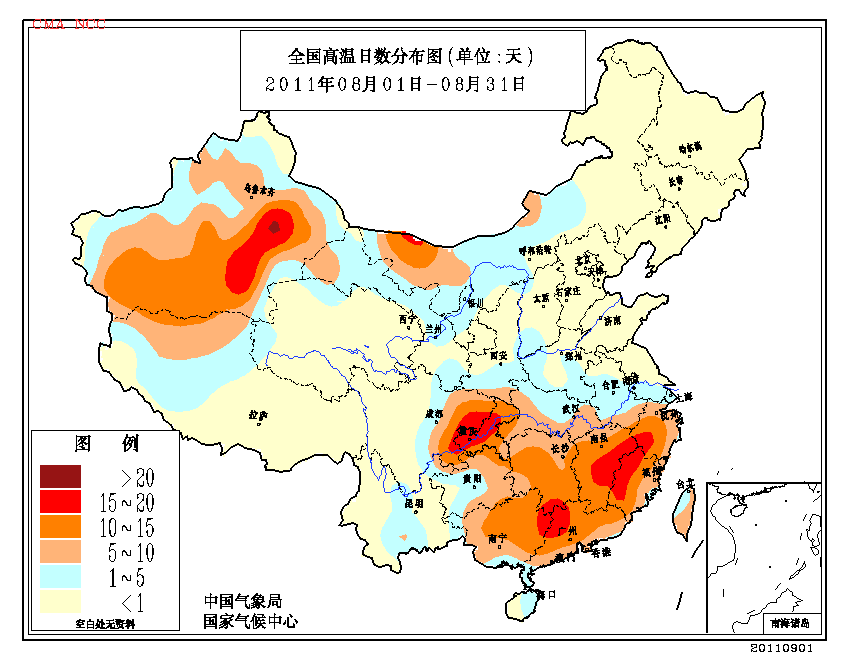 CMA NCC
全国高温日数分布图(单位:天)
2011年08月01日-08月31日
哈尔滨
长春
乌鲁木齐
沈阳
呼和浩特
北京
天津
银川
太原
石家庄
西宁
兰州
济南
西安
郑州
合肥
南京
上海
拉萨
成都
武汉
杭州
重庆
南昌
长沙
贵阳
福州
台北
昆明
南宁
广州
澳门
香港
海口
图 例
>20
15~20
10~15
5~10
1~5
<1
空白处无资料
中国气象局
国家气候中心
南海诸岛
20110901